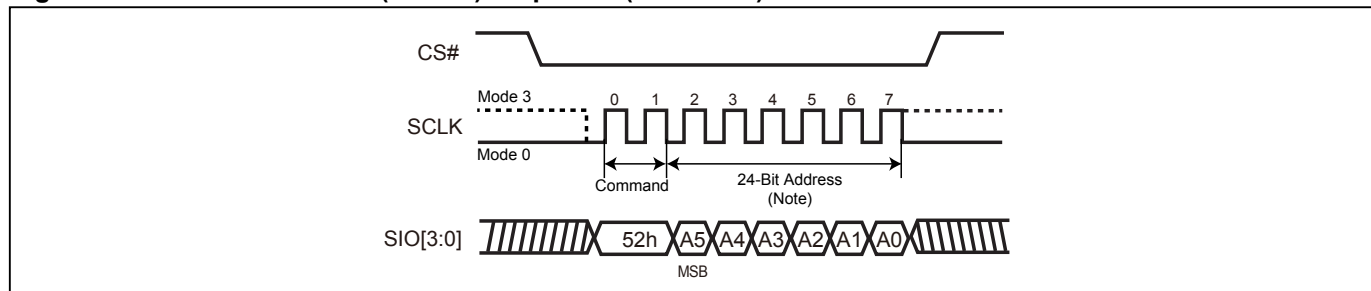 CS#
Mode 3
0 1 2 3 4 5 6 7
SCLK
Mode 0
Command
24-Bit Address
(Note)
SIO[3:0]
52h A5 A4 A3 A2 A1 A0
MSB